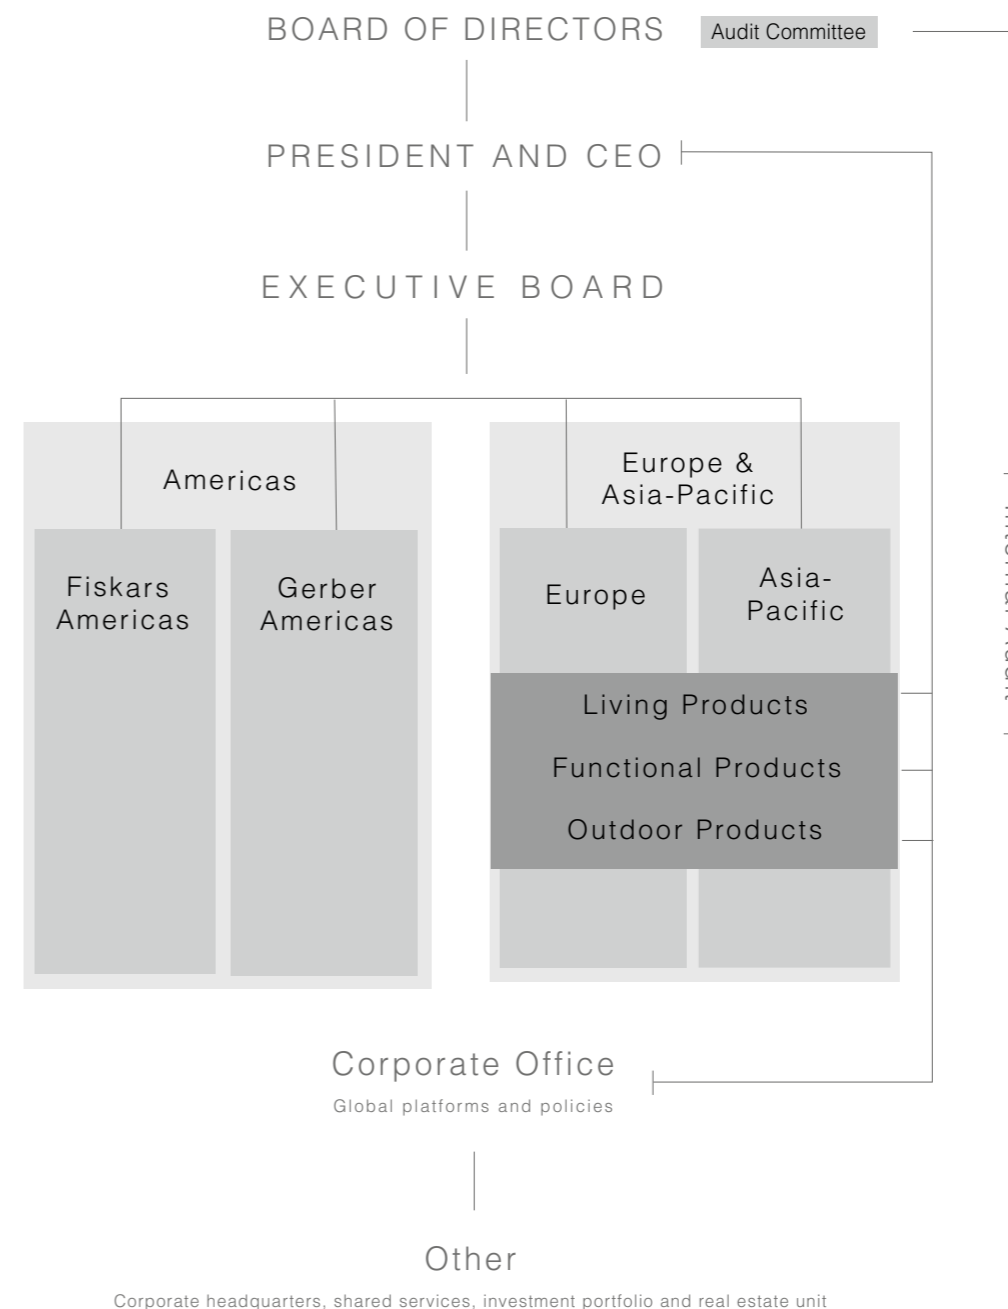 BOARD OF DIRECTORS
Audit Committee
PRESIDENT AND CEO
EXECUTIVE BOARD
Americas
Europe &
Asia-Pacific
Fiskars
Americas
Gerber
Americas
Europe
Asia-
Pacific
Living Products
Functional Products
Outdoor Products
Corporate Office
Global platforms and policies
Other
Corporate headquarters, shared services, investment portfolio and real estate unit